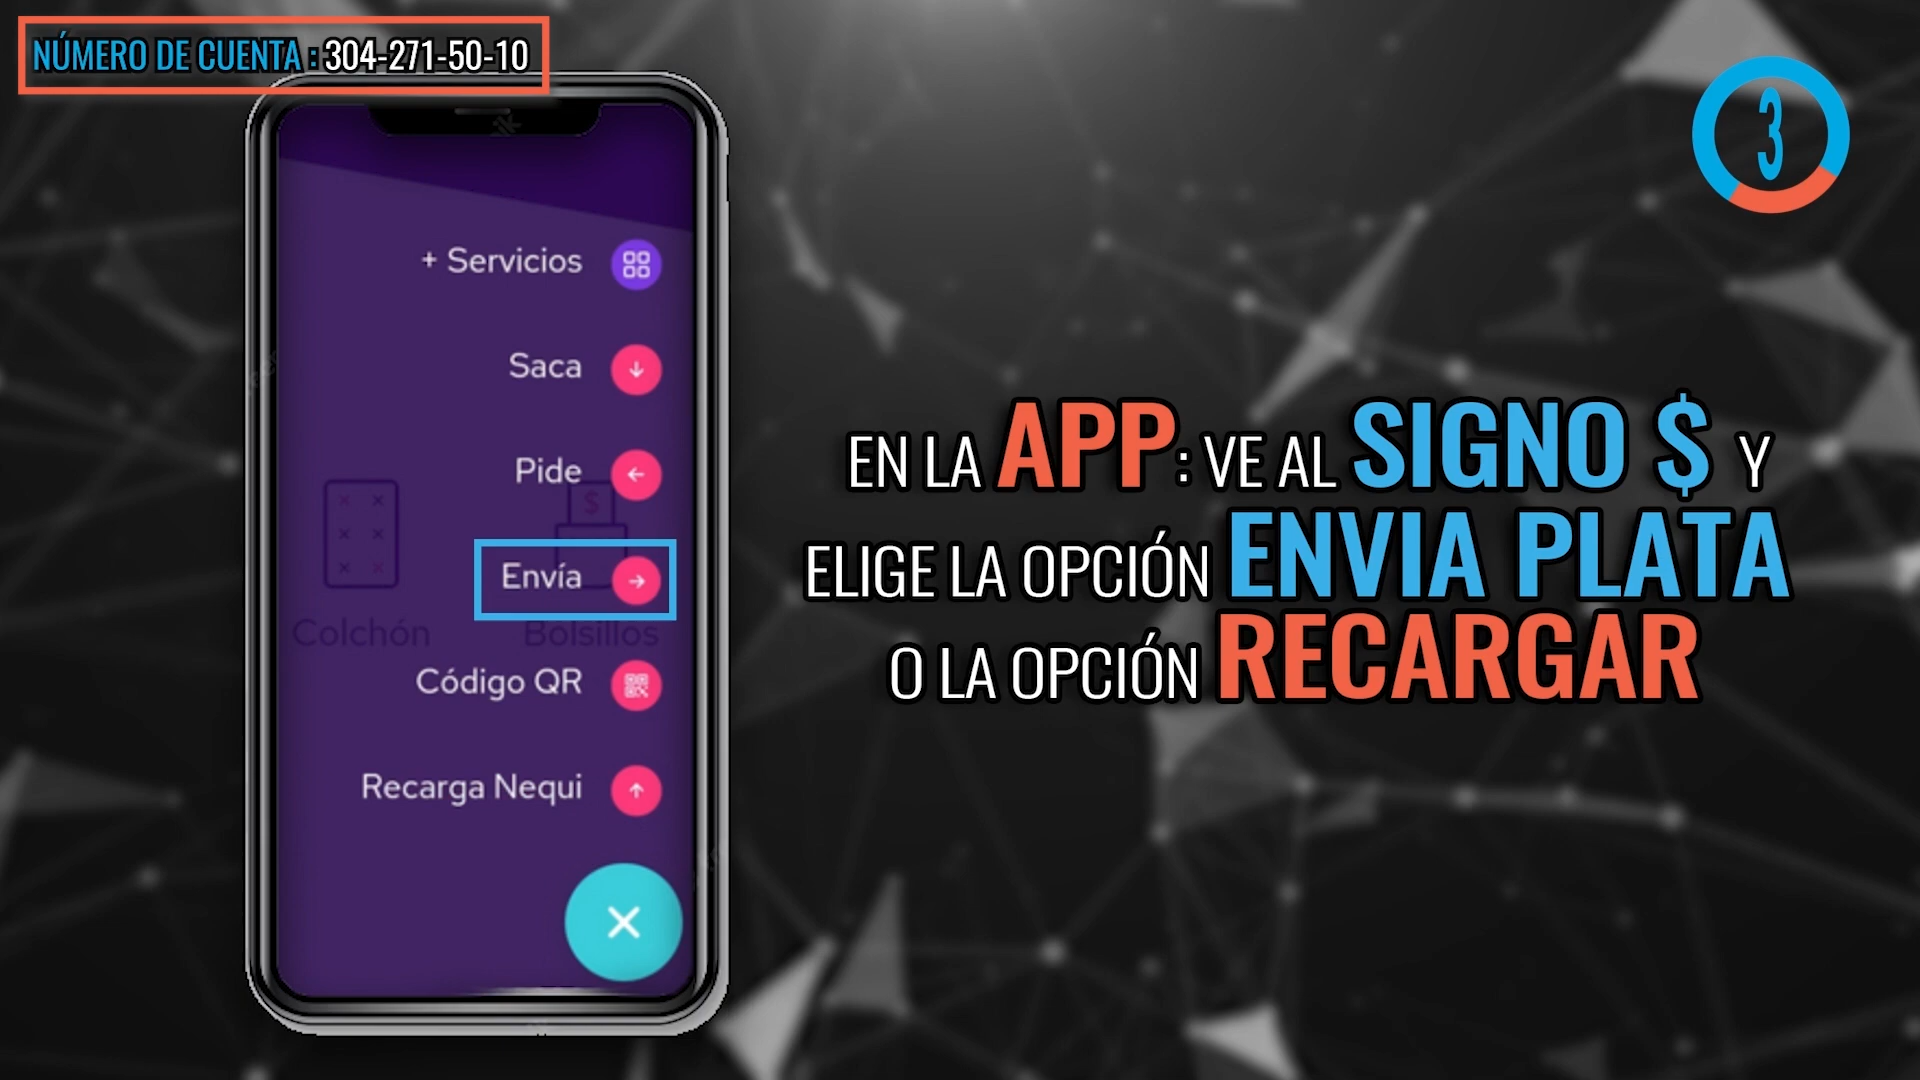 NÚMERO DE CUENTA : 304-271-50-10
3
+ Servicios
Saca
Pide
$
Envía
Colchón
Bolsillos
Código QR
Recarga Nequi
EN LA APP: VE AL SIGNO $ Y
ELIGE LA OPCIÓN ENVIA PLATA
O LA OPCIÓN RECARGAR